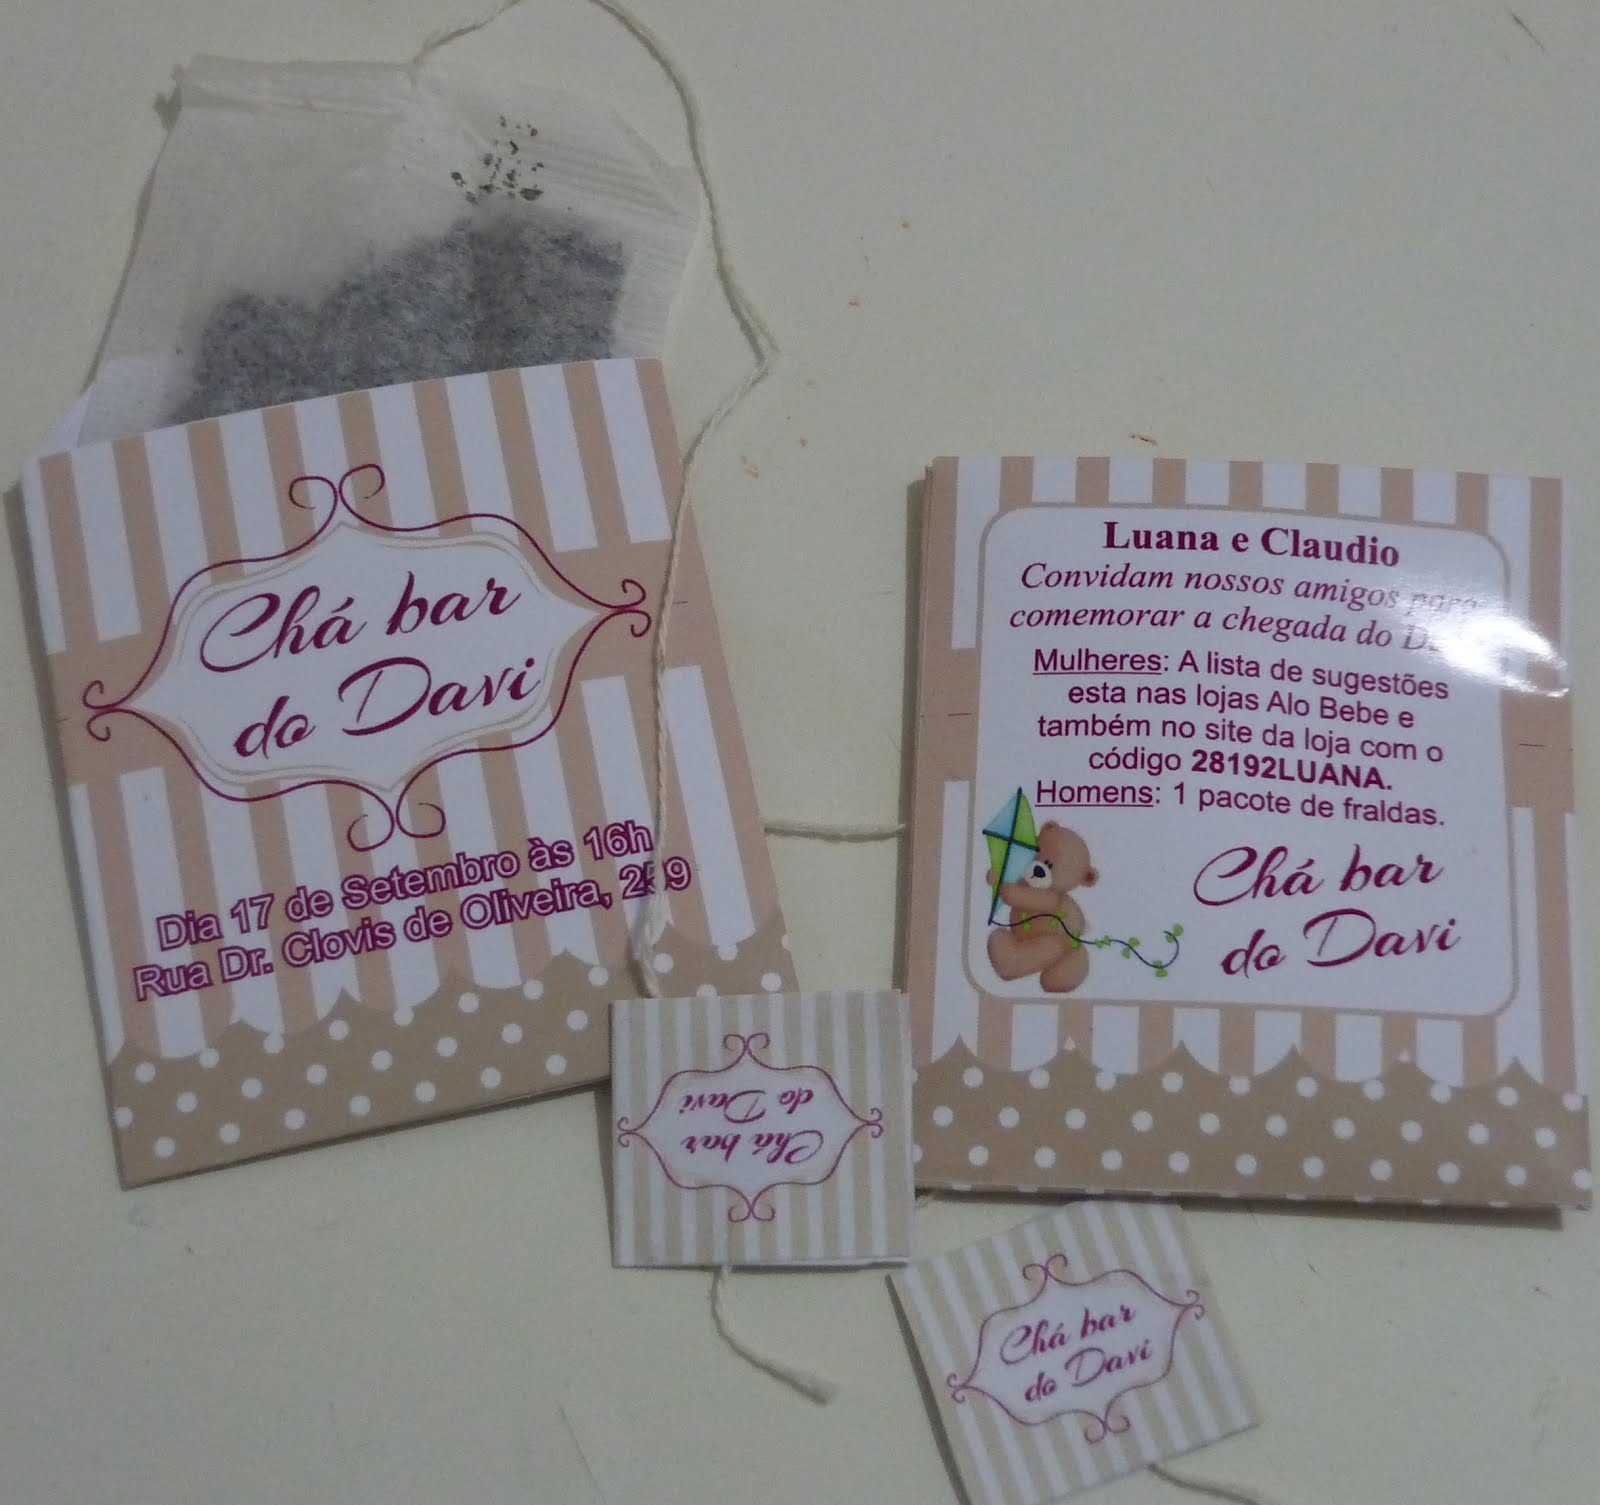 Chá bar
do Davi
Dia 17 de Setembro às 16h
Rua Dr. Clovis de Oliveira,
Luana e Claudio
Convidam nossos amigos para
comemorar a chegada do
Mulheres: A lista de sugestões
esta nas lojas Alo Bebe e
também no site da loja com o
código 28192LUANA.
Homens: 1 pacote de fraldas.
Chá bar
do Davi
Chá bar
do Davi
Chá bar
do Davi